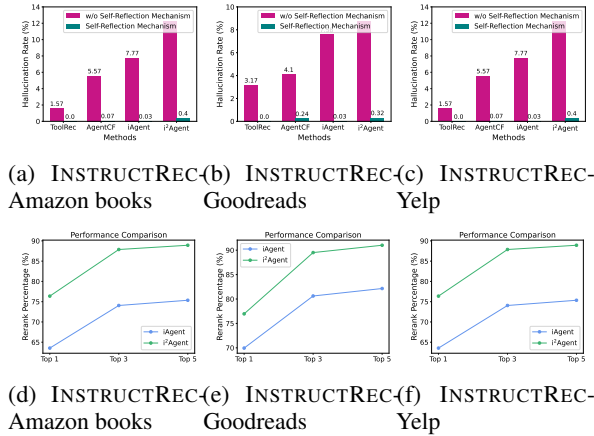 14
12
10
8
6
4
2
0
Hallucination Rate (%)
w/o Self-Reflection Mechanism
Self-Reflection Mechanism
1.57
0.0
5.57
0.07
7.77
0.03
0.4
ToolRec
AgentCF
iAgent
i²Agent
Methods
10
8
6
4
2
0
Hallucination Rate (%)
w/o Self-Reflection Mechanism
Self-Reflection Mechanism
3.17
0.0
4.1
0.24
0.03
0.32
ToolRec
AgentCF
iAgent
i²Agent
Methods
14
12
10
8
6
4
2
0
Hallucination Rate (%)
w/o Self-Reflection Mechanism
Self-Reflection Mechanism
1.57
0.0
5.57
0.07
7.77
0.03
0.4
ToolRec
AgentCF
iAgent
i²Agent
Methods
(a) INSTRUCTREC-
Amazon books
(b) INSTRUCTREC-
Goodreads
(c) INSTRUCTREC-
Yelp
Performance Comparison
90
85
80
75
70
65
Rerank Percentage (%)
iAgent
i²Agent
Top 1
Top 3
Top 5
Performance Comparison
90
85
80
75
70
Rerank Percentage (%)
iAgent
i²Agent
Top 1
Top 3
Top 5
Performance Comparison
90
85
80
75
70
65
Rerank Percentage (%)
iAgent
i²Agent
Top 1
Top 3
Top 5
(d) INSTRUCTREC-
Amazon books
(e) INSTRUCTREC-
Goodreads
(f) INSTRUCTREC-
Yelp